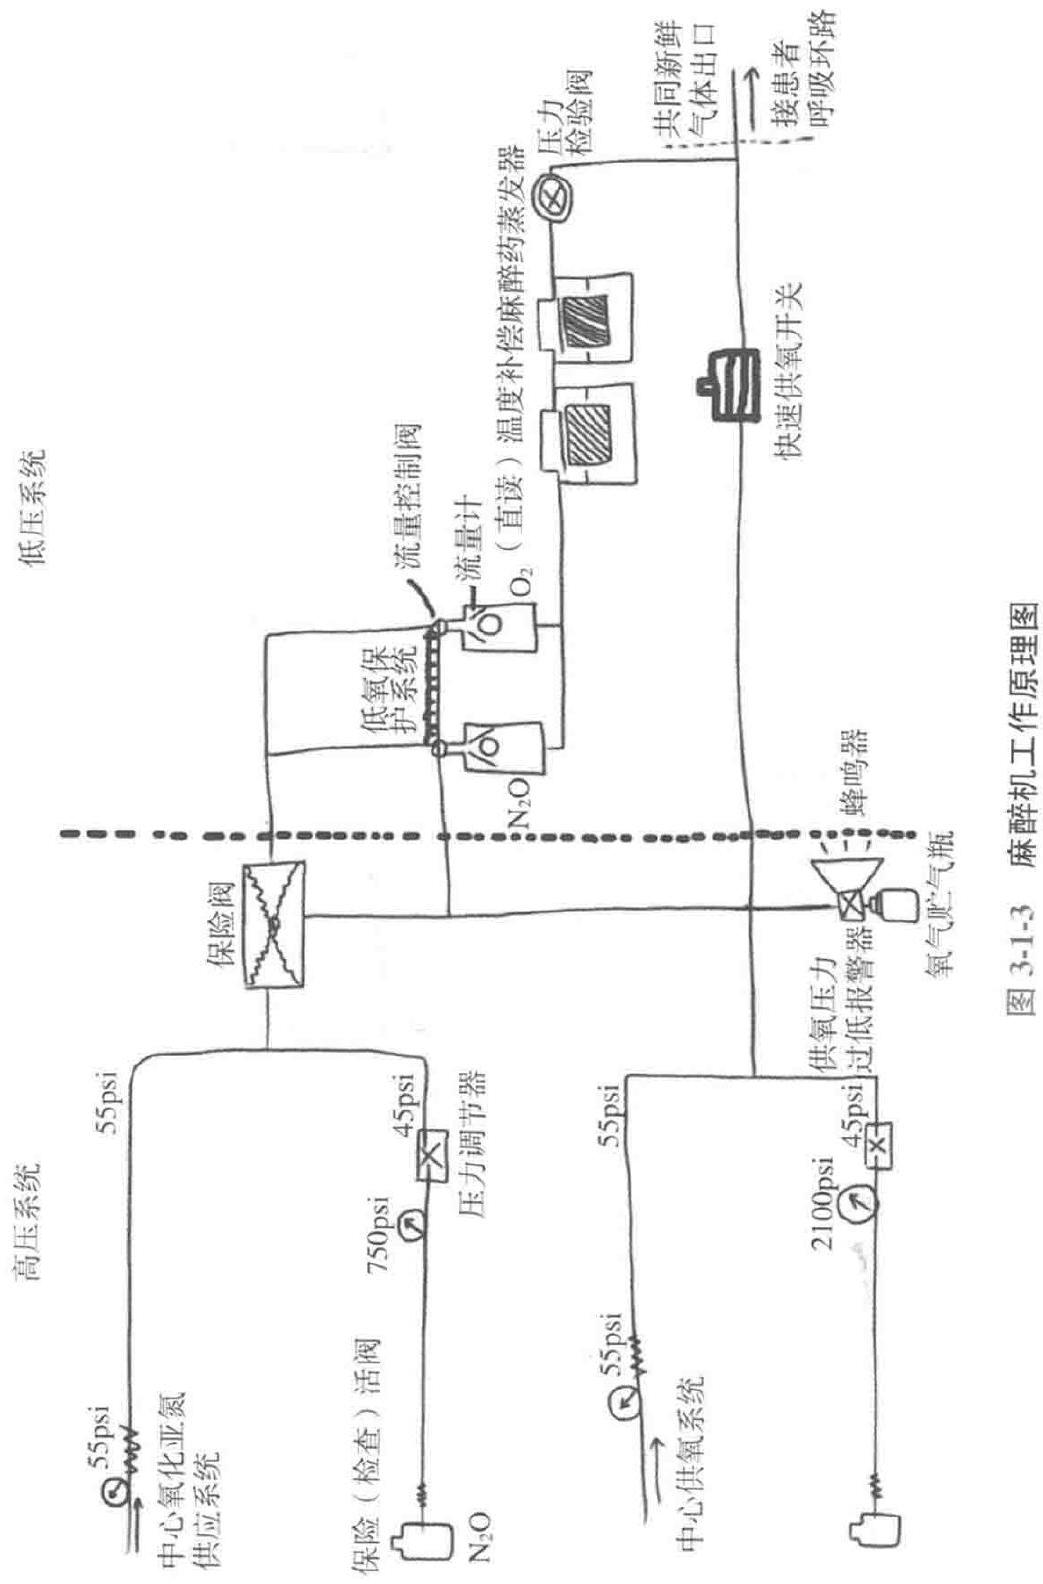 高压系统
低压系统
55psi
中心氧化亚氮
供应系统
55psi
保险（检查）活阀
N₂O
750psi
45psi
压力调节器
保险阀
低氧保
护系统
流量控制阀
流量计
N₂O
O₂
（直读）温度补偿麻醉药蒸发器
压力
检验阀
共同新鲜
气体出口
接患者
呼吸环路
快速供氧开关
55psi
中心供氧系统
55psi
2100psi
45psi
供氧压力
过低报警器
蜂鸣器
氧气贮气瓶
图 3-1-3 麻醉机工作原理图